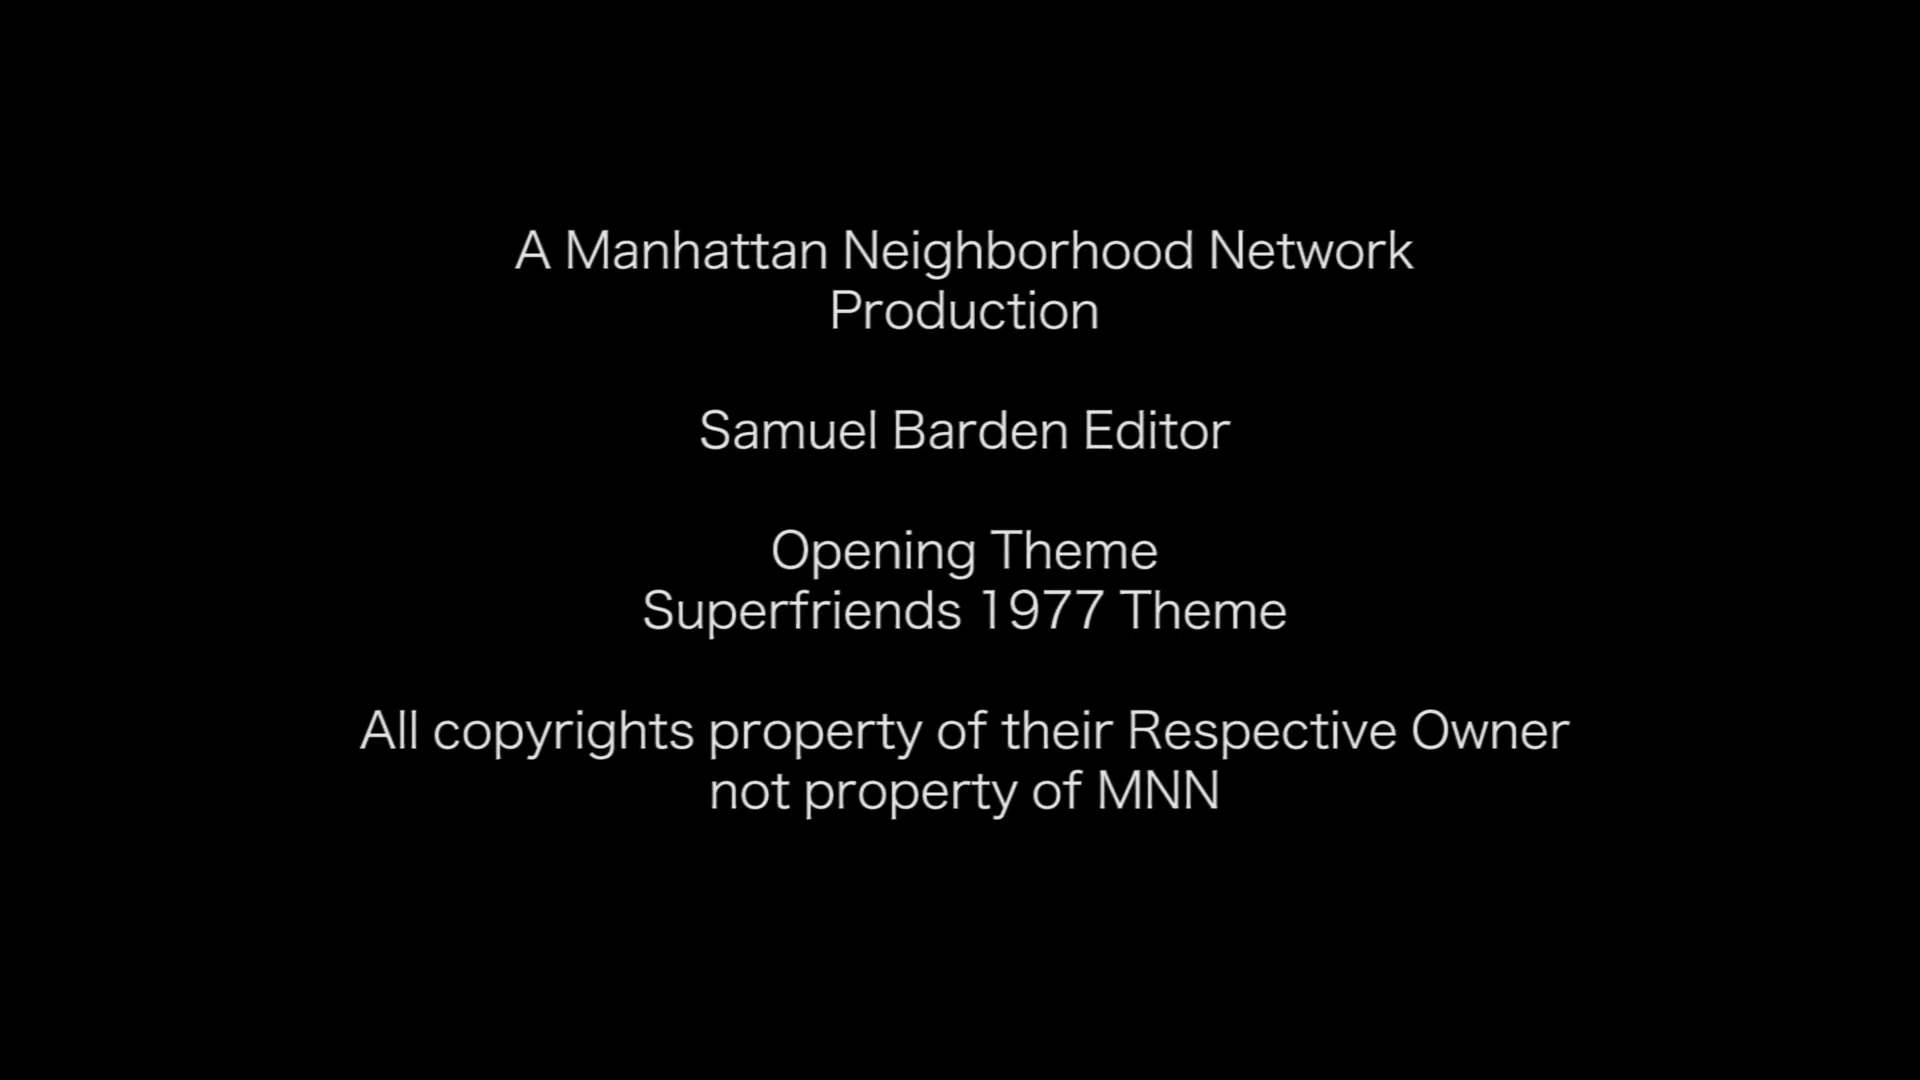 A Manhattan Neighborhood Network
Production
Samuel Barden Editor
Opening Theme
Superfriends 1977 Theme
All copyrights property of their Respective Owner
not property of MNN